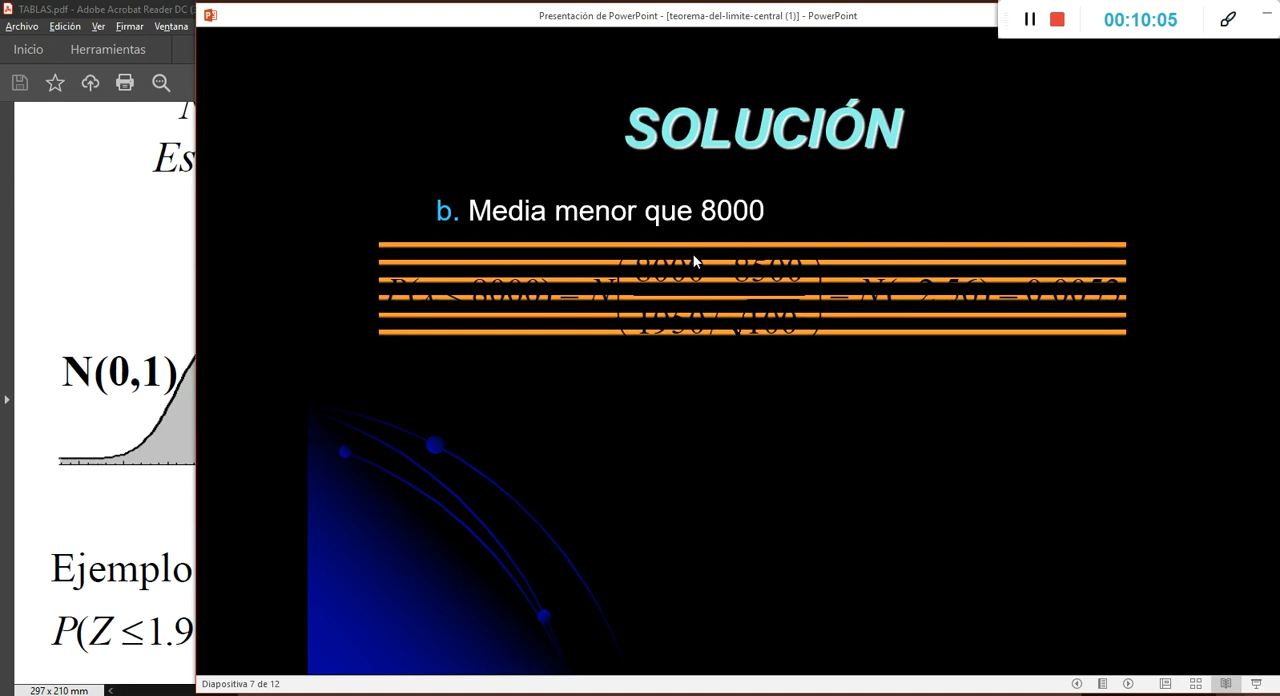 TABLAS.pdf - Adobe Acrobat Reader DC (
Presentación de PowerPoint - [teorema-del-limite-central (1)] - PowerPoint
00:10:05
Archivo Edición Ver Firmar Ventana
Inicio Herramientas
SOLUCIÓN
b. Media menor que 8000
N(0,1)
Ejemplo
P(Z ≤1.9
297 x 210 mm
Diapositiva 7 de 12